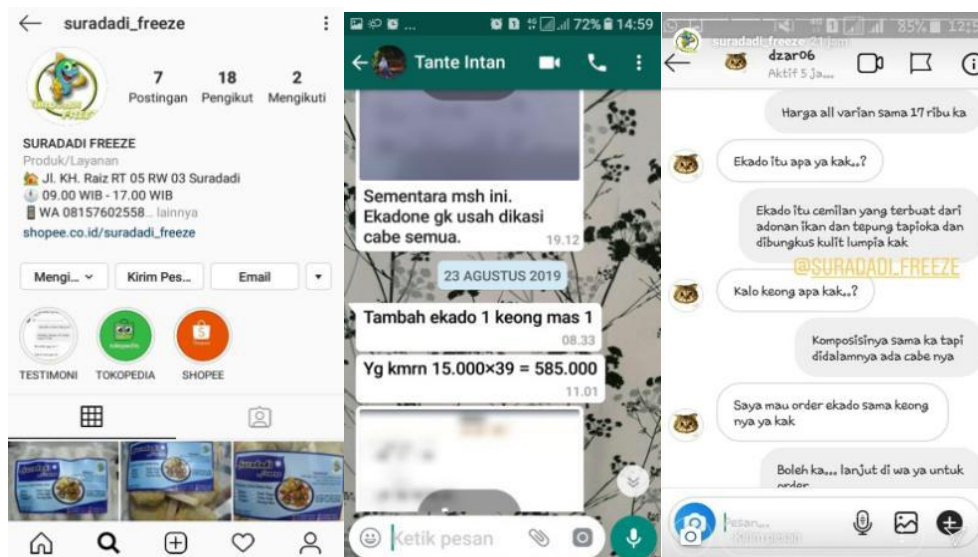 suradadi_freeze
7
18
2
Postingan
Pengikut
Mengikuti
SURADADI FREEZE
Produk/Layanan
Jl. KH. Raiz RT 05 RW 03 Suradadi
09.00 WIB - 17.00 WIB
WA 08157602558... lainnya
shopee.co.id/suradadi_freeze
Mengi...
Kirim Pes...
Email
TESTIMONI
TOKOPEDIA
SHOPEE
72% 14:59
Tante Intan
Sementara msh ini.
Ekadone gk usah dikasi
cabe semua.
19.12
23 AGUSTUS 2019
Tambah ekado 1 keong mas 1
08.33
Yg kmrn 15.000×39 = 585.000
11.01
Ketik pesan
85%
suradadi_freeze 21 jam
dzar06
Aktif 5 ja...
Harga all varian sama 17 ribu ka
Ekado itu apa ya kak,,.?
Ekado itu cemilan yang terbuat dari
adonan ikan dan tepung tapioka dan
dibungkus kulit lumpia kak
@SURADADI_FREEZE
Kalo keong apa kak,,.?
Komposisinya sama ka tapi
didalamnya ada cabe nya
Saya mau order ekado sama keong
nya ya kak
Boleh ka,,, lanjut di wa ya untuk
order
Pesan...
Kirim pesan